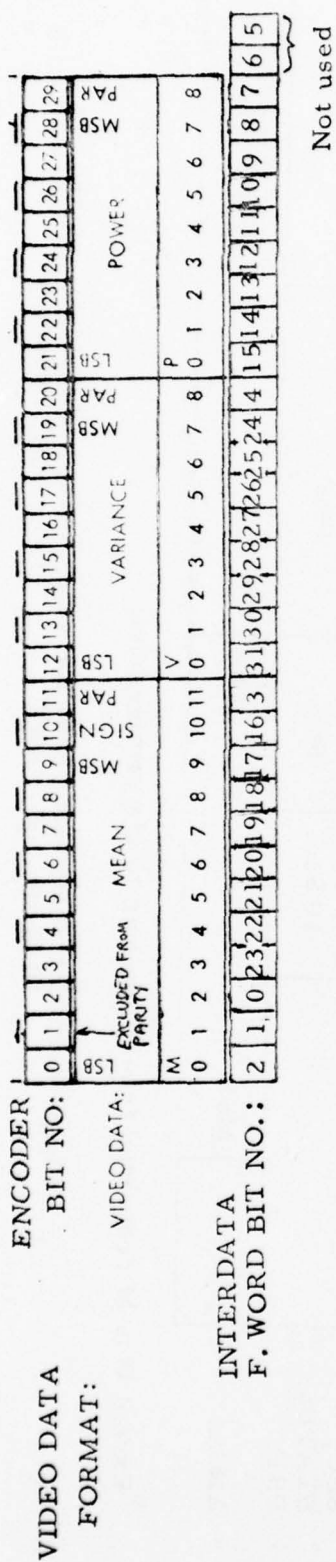 VIDEO DATA
FORMAT:
ENCODER
BIT NO:
0 1 2 3 4 5 6 7 8 9 10 11 12 13 14 15 16 17 18 19 20 21 22 23 24 25 26 27 28 29
VIDEO DATA:
LSB EXCLUDED FROM PARITY MEAN MSB SIGN PAR LSB VARIANCE MSB PAR LSB POWER MSB PAR
M V P
0 1 2 3 4 5 6 7 8 9 10 11 0 1 2 3 4 5 6 7 8 0 1 2 3 4 5 6 7 8
INTERDATA
F. WORD BIT NO.:
2 1 0 23 22 21 20 19 18 17 16 3 31 30 29 28 27 26 25 24 4 15 14 13 12 11 10 9 8 7 6 5
Not used